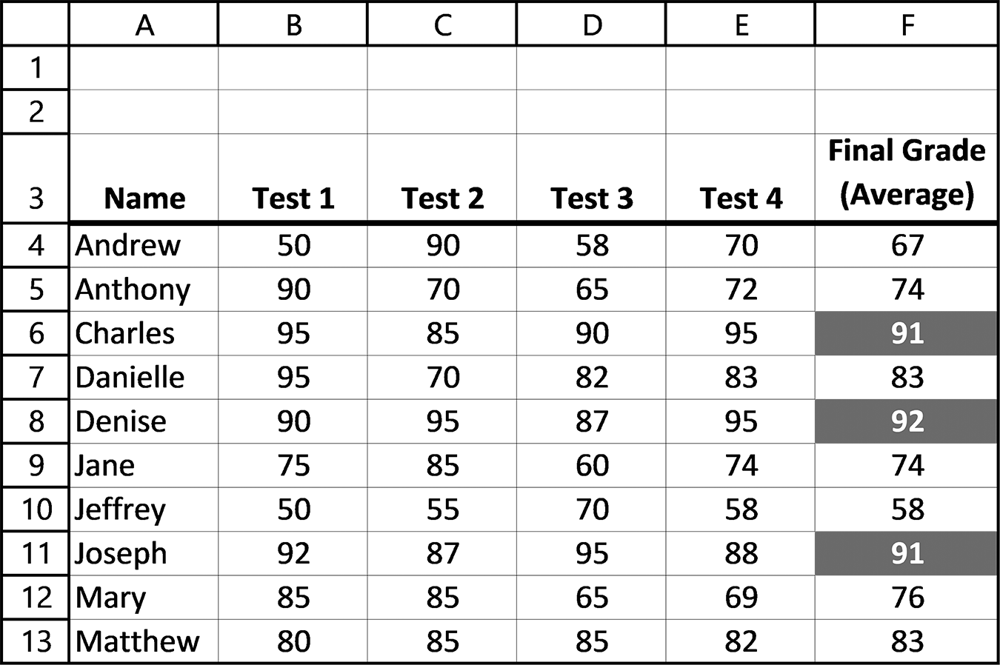 A B C D E F
1
2
3 Name Test 1 Test 2 Test 3 Test 4 Final Grade
(Average)
4 Andrew 50 90 58 70 67
5 Anthony 90 70 65 72 74
6 Charles 95 85 90 95 91
7 Danielle 95 70 82 83 83
8 Denise 90 95 87 95 92
9 Jane 75 85 60 74 74
10 Jeffrey 50 55 70 58 58
11 Joseph 92 87 95 88 91
12 Mary 85 85 65 69 76
13 Matthew 80 85 85 82 83